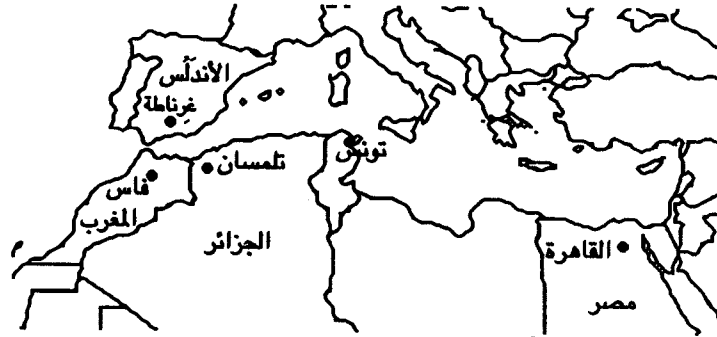 الأندلس
غرناطة
تونس
تلمسان
فاس
المغرب
الجزائر
القاهرة
مصر
م